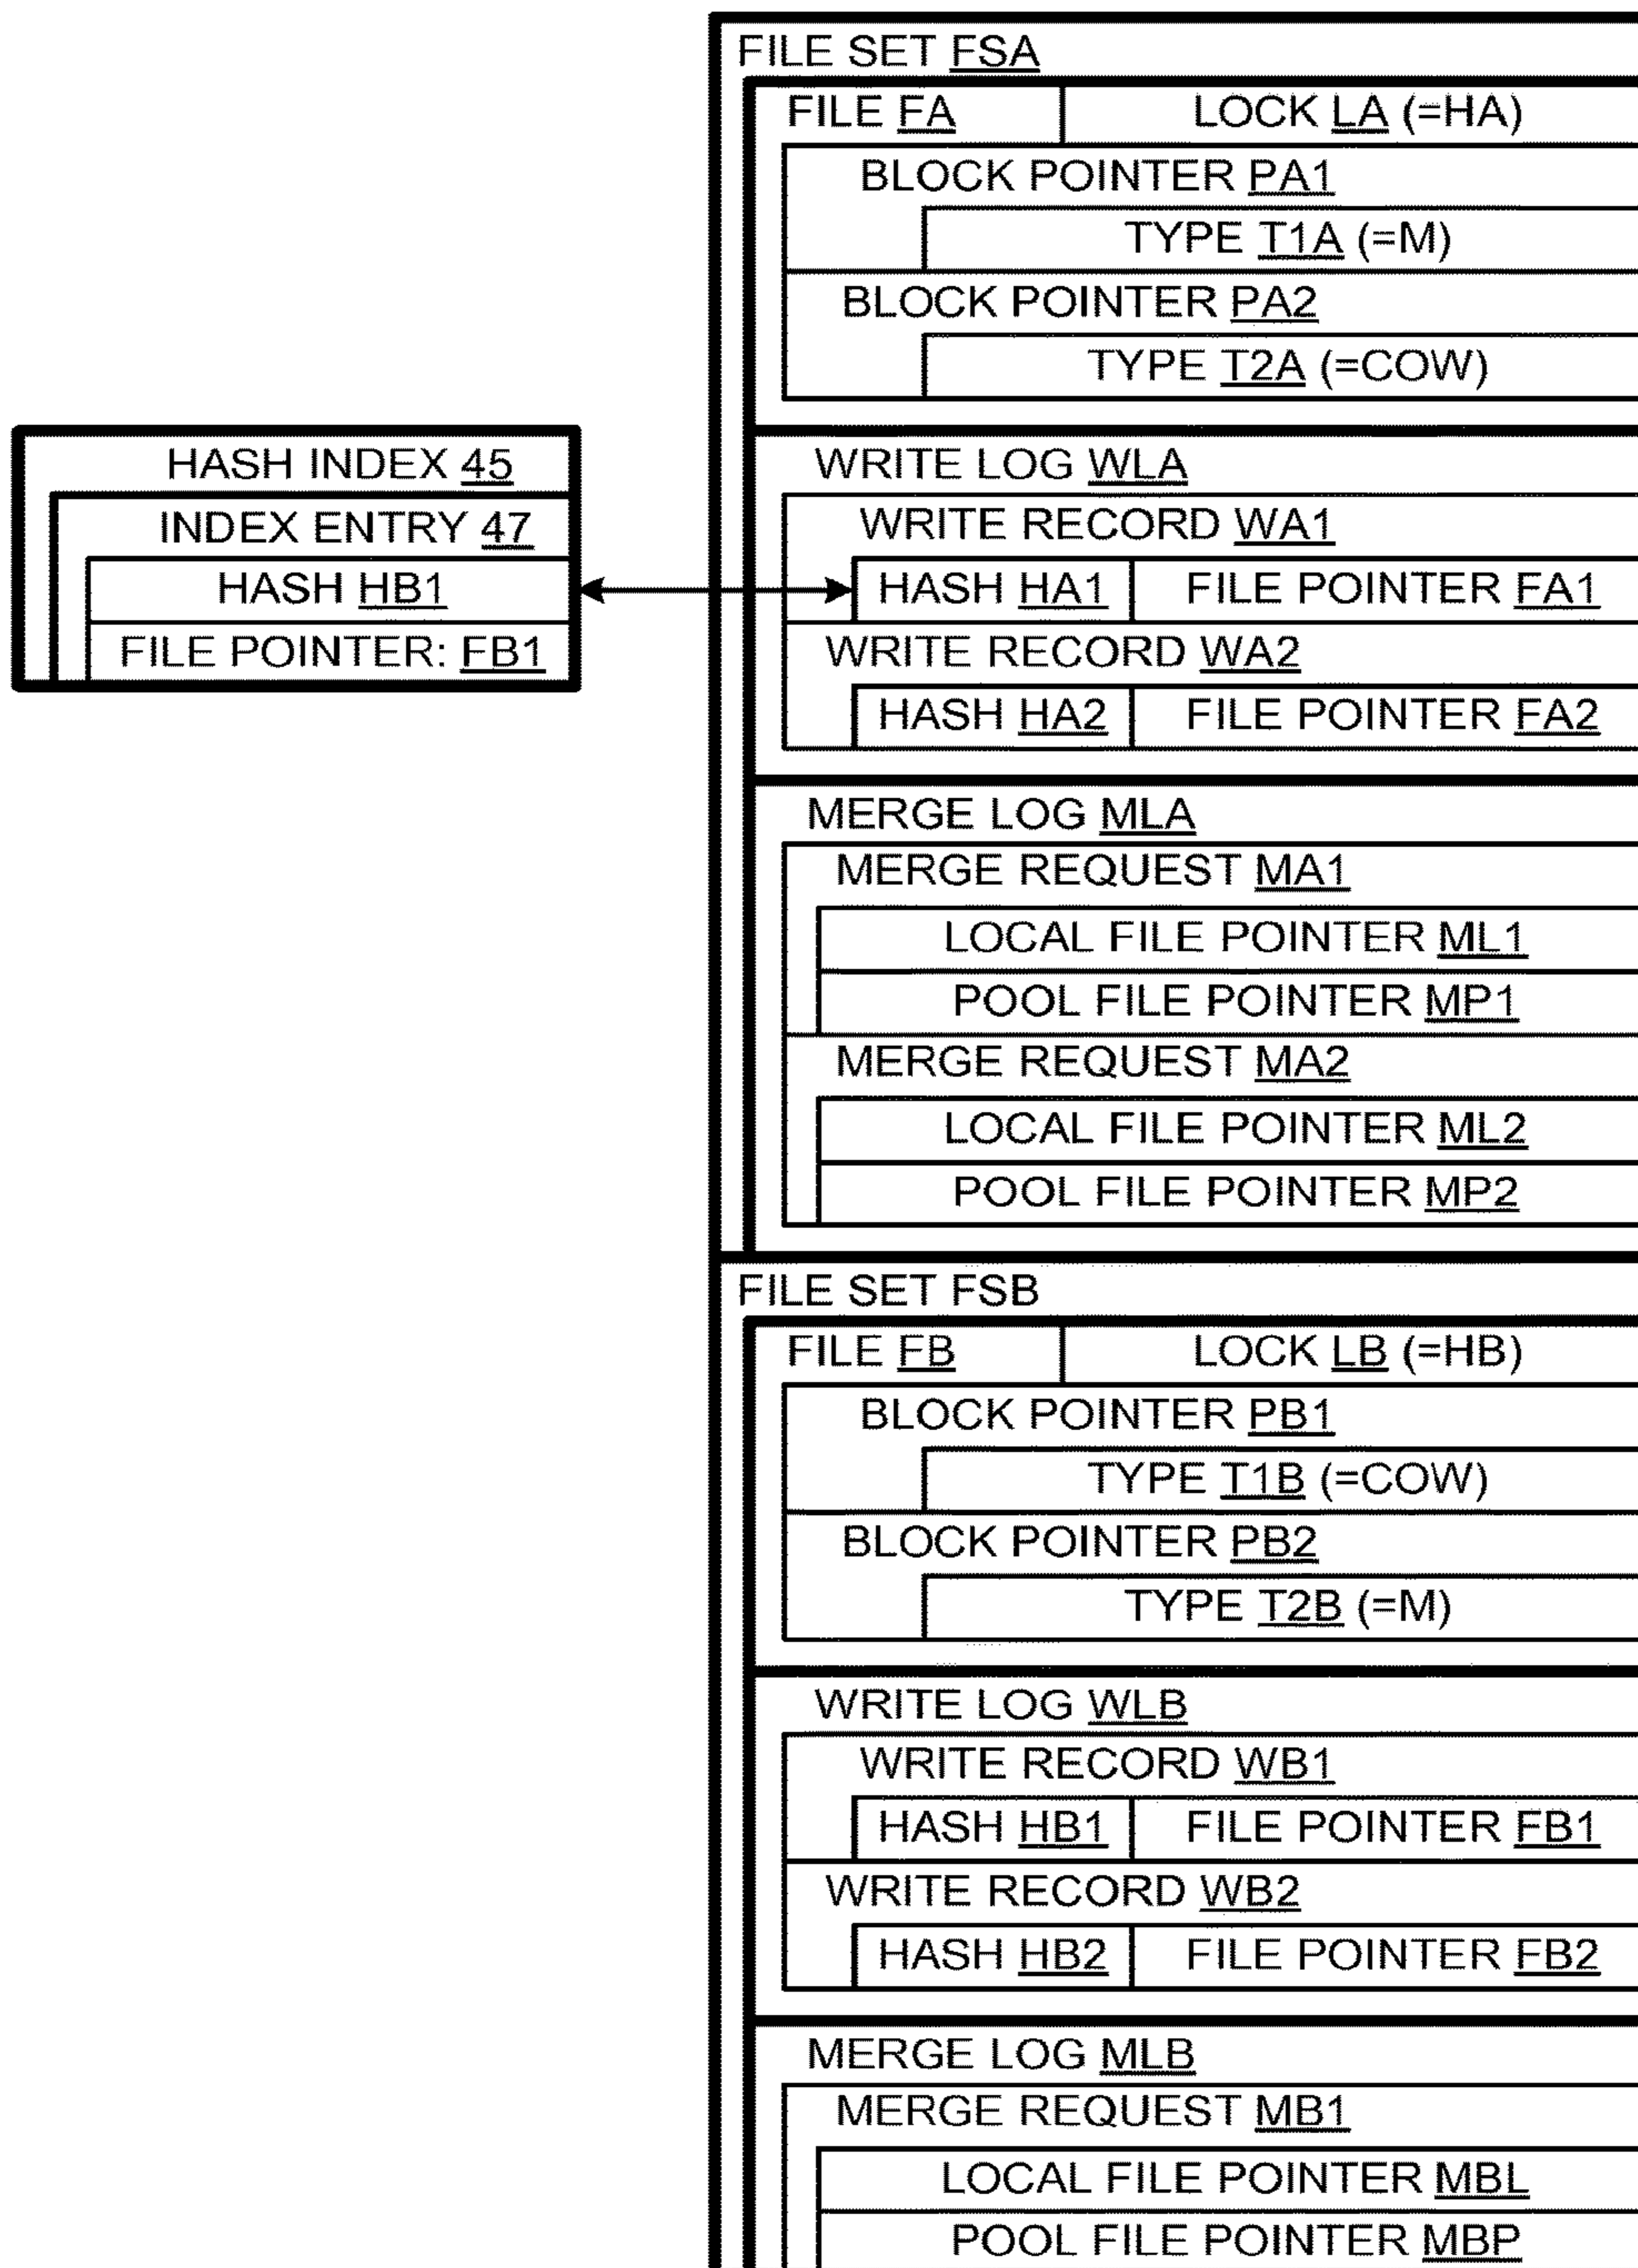 FILE SET FSA
FILE FA LOCK LA (=HA)
BLOCK POINTER PA1
TYPE T1A (=M)
BLOCK POINTER PA2
TYPE T2A (=COW)
HASH INDEX 45
INDEX ENTRY 47
HASH HB1
FILE POINTER: FB1
WRITE LOG WLA
WRITE RECORD WA1
HASH HA1 FILE POINTER FA1
WRITE RECORD WA2
HASH HA2 FILE POINTER FA2
MERGE LOG MLA
MERGE REQUEST MA1
LOCAL FILE POINTER ML1
POOL FILE POINTER MP1
MERGE REQUEST MA2
LOCAL FILE POINTER ML2
POOL FILE POINTER MP2
FILE SET FSB
FILE FB LOCK LB (=HB)
BLOCK POINTER PB1
TYPE T1B (=COW)
BLOCK POINTER PB2
TYPE T2B (=M)
WRITE LOG WLB
WRITE RECORD WB1
HASH HB1 FILE POINTER FB1
WRITE RECORD WB2
HASH HB2 FILE POINTER FB2
MERGE LOG MLB
MERGE REQUEST MB1
LOCAL FILE POINTER MBL
POOL FILE POINTER MBP